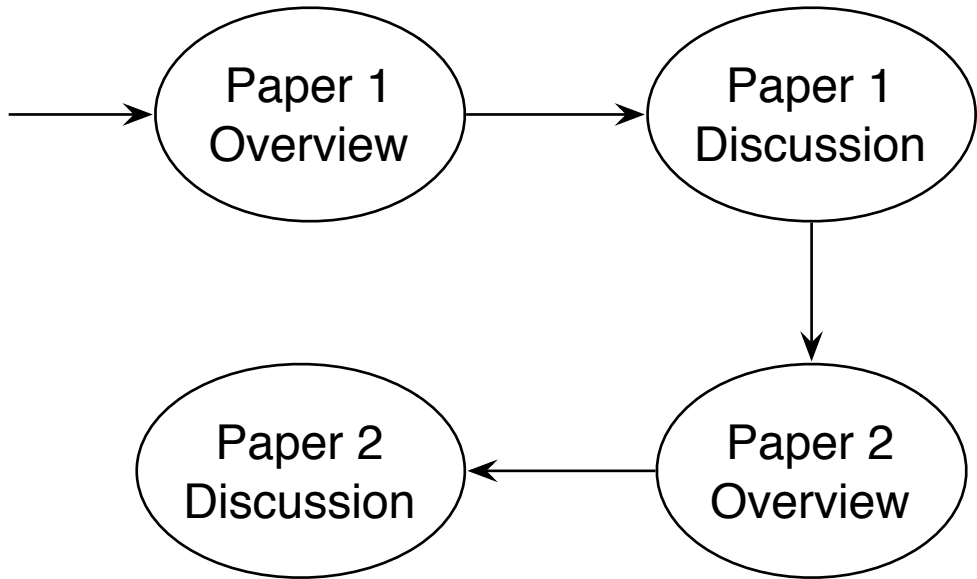 Paper 1
Overview
Paper 1
Discussion
Paper 2
Overview
Paper 2
Discussion